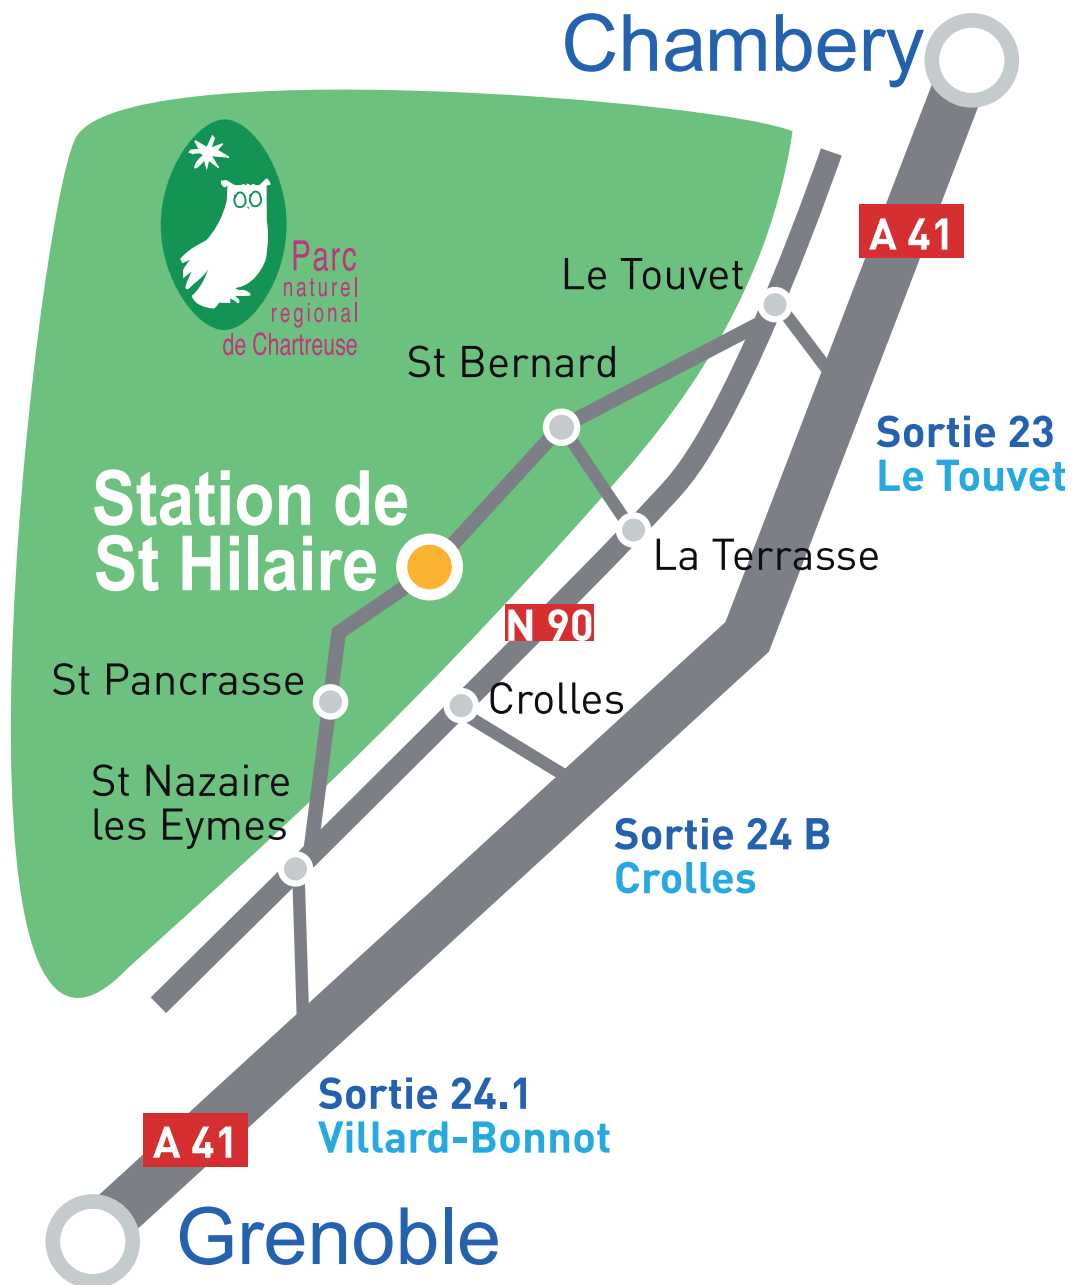 Chambery
A 41
Parc
naturel
regional
de Chartreuse
Le Touvet
St Bernard
Sortie 23
Le Touvet
Station de
St Hilaire
La Terrasse
N 90
St Pancrasse
Crolles
St Nazaire
les Eymes
Sortie 24 B
Crolles
Sortie 24.1
Villard-Bonnot
A 41
Grenoble